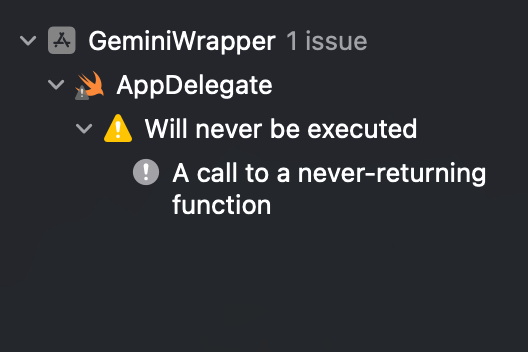 GeminiWrapper 1 issue
AppDelegate
Will never be executed
A call to a never-returning
function